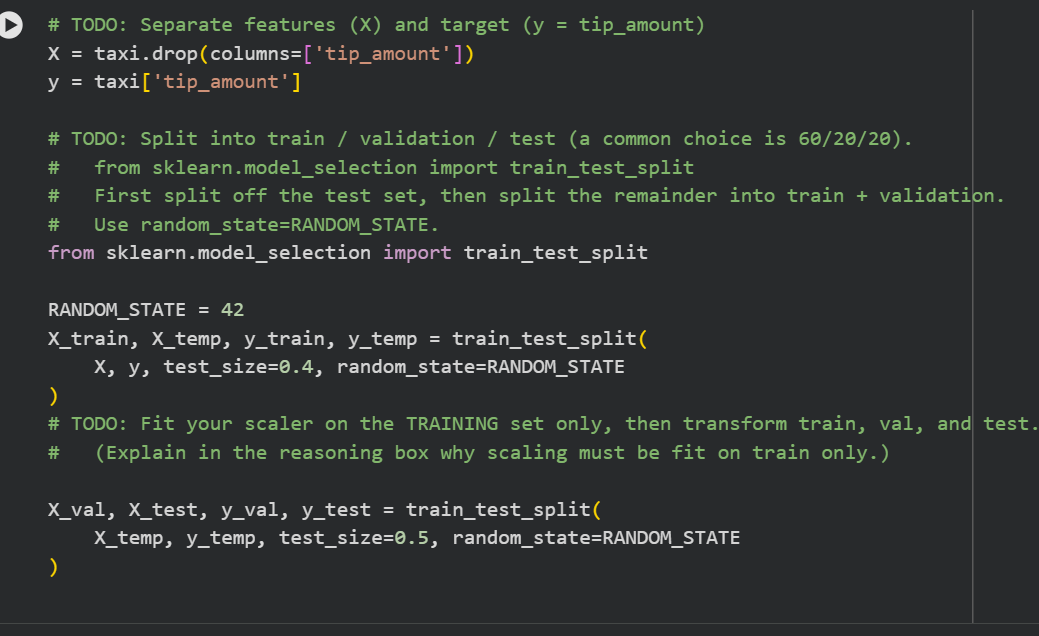 # TODO: Separate features (X) and target (y = tip_amount)
X = taxi.drop(columns=['tip_amount'])
y = taxi['tip_amount']
# TODO: Split into train / validation / test (a common choice is 60/20/20).
#   from sklearn.model_selection import train_test_split
#   First split off the test set, then split the remainder into train + validation.
#   Use random_state=RANDOM_STATE.
from sklearn.model_selection import train_test_split
RANDOM_STATE = 42
X_train, X_temp, y_train, y_temp = train_test_split(
    X, y, test_size=0.4, random_state=RANDOM_STATE
)
# TODO: Fit your scaler on the TRAINING set only, then transform train, val, and test.
#   (Explain in the reasoning box why scaling must be fit on train only.)
X_val, X_test, y_val, y_test = train_test_split(
    X_temp, y_temp, test_size=0.5, random_state=RANDOM_STATE
)